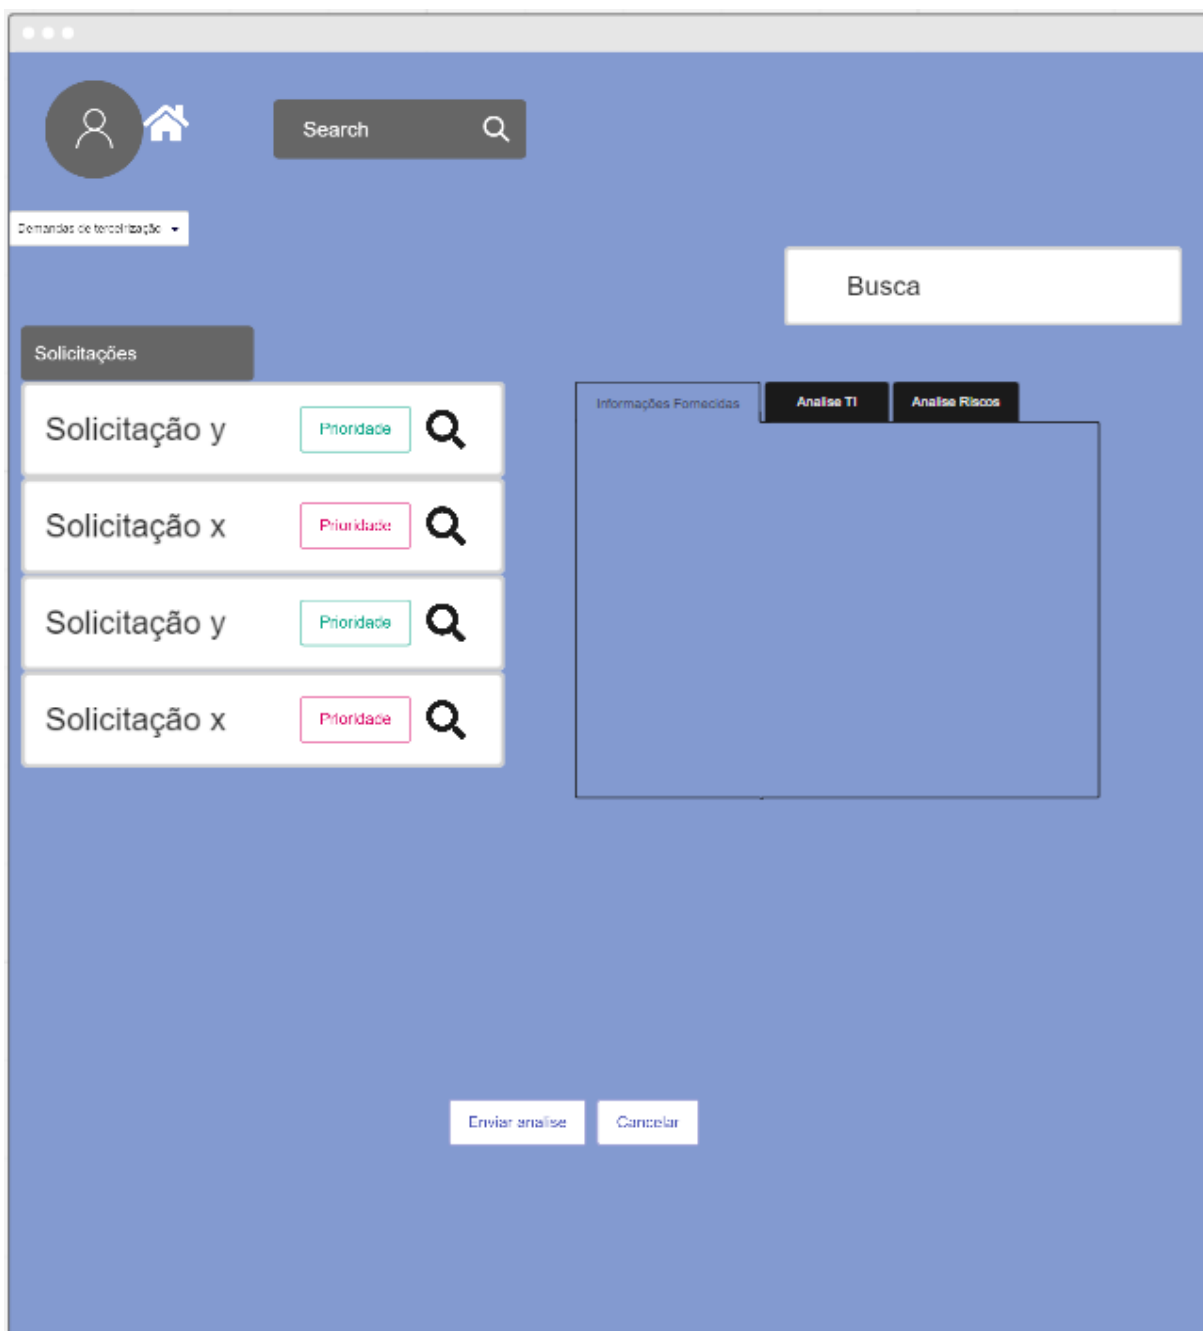 Search
Demandas de terceirização
Busca
Solicitações
Solicitação y
Prioridade
Solicitação x
Prioridade
Solicitação y
Prioridade
Solicitação x
Prioridade
Informações Fornecidas
Analise TI
Analise Riscos
Enviar analise
Cancelar